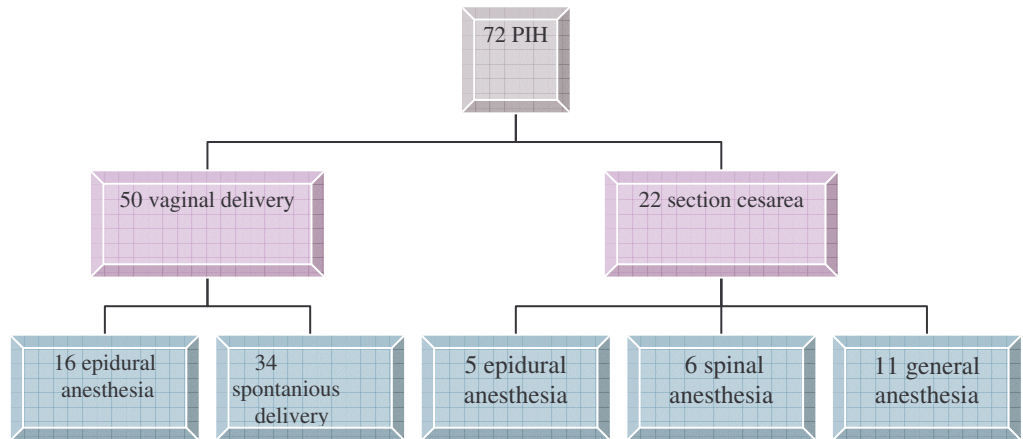 72 PIH
50 vaginal delivery
22 section cesarea
16 epidural
anesthesia
34
spontanious
delivery
5 epidural
anesthesia
6 spinal
anesthesia
11 general
anesthesia